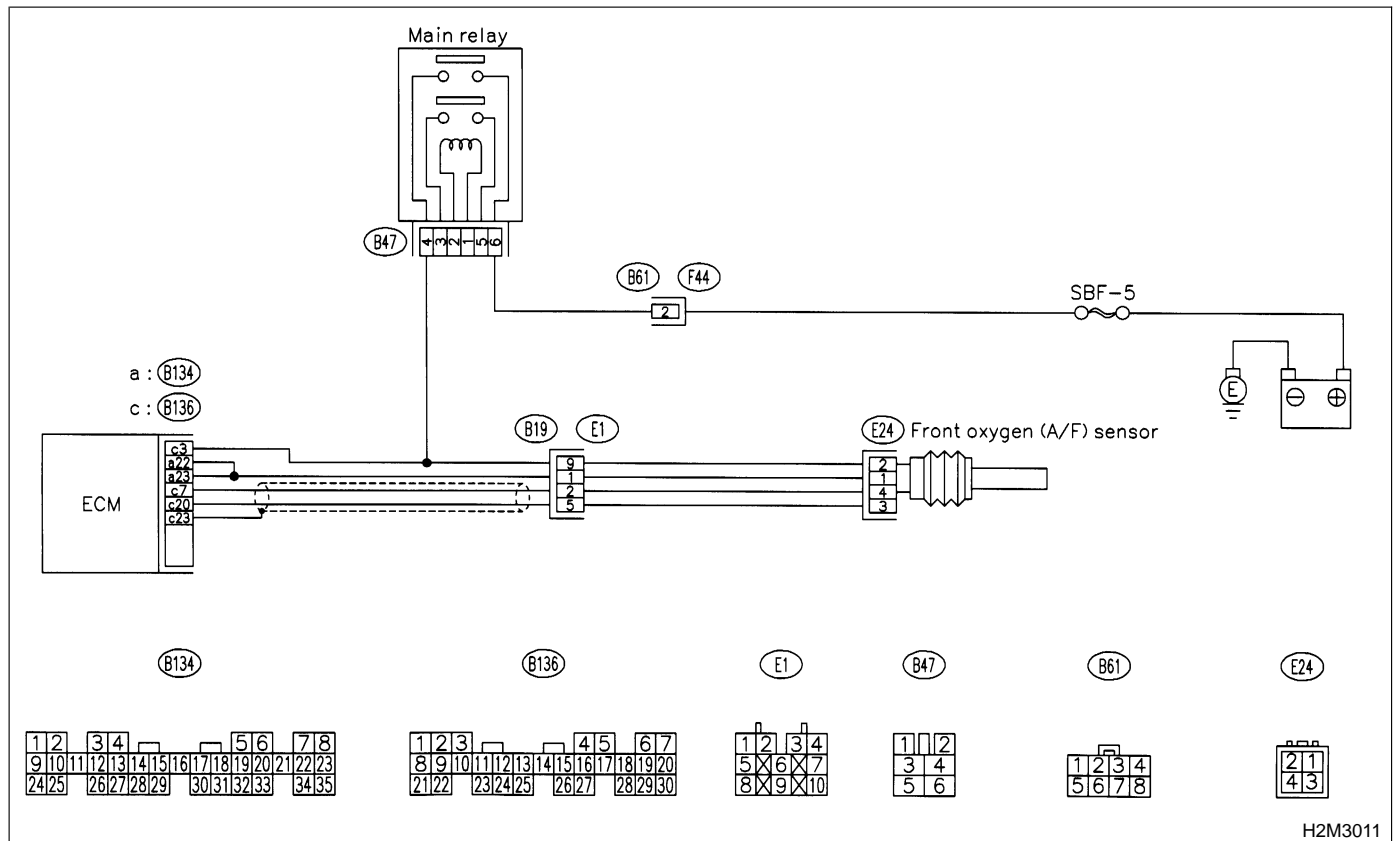 Main relay
B47
4 3 2 1 5 6
B61 F44
2
SBF-5
E
⊖ ⊕
a : B134
c : B136
B19 E1
E24 Front oxygen (A/F) sensor
ECM
c3
a22
a23
c7
c20
c23
9
1
2
5
2
1
4
3
B134
1 2 3 4 5 6 7 8
9 10 11 12 13 14 15 16 17 18 19 20 21 22 23
24 25 26 27 28 29 30 31 32 33 34 35
B136
1 2 3 4 5 6 7
8 9 10 11 12 13 14 15 16 17 18 19 20
21 22 23 24 25 26 27 28 29 30
E1
1 2 3 4
5 6 7
8 9 10
B47
1 2
3 4
5 6
B61
1 2 3 4
5 6 7 8
E24
2 1
4 3
H2M3011